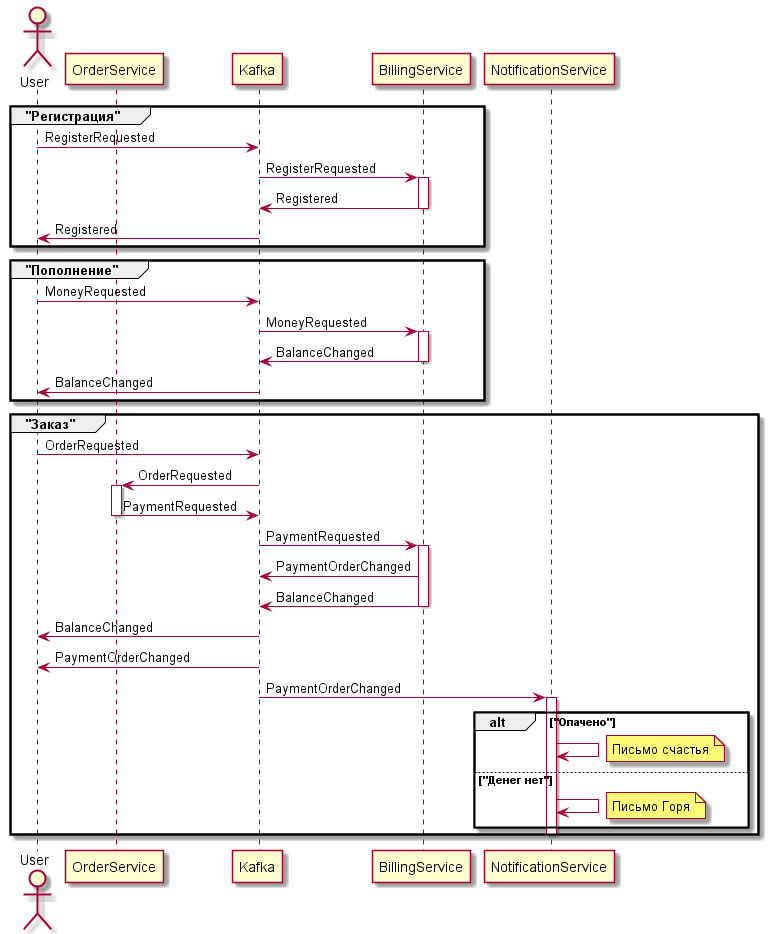 User
OrderService
Kafka
BillingService
NotificationService
"Регистрация"
RegisterRequested
RegisterRequested
Registered
Registered
"Пополнение"
MoneyRequested
MoneyRequested
BalanceChanged
BalanceChanged
"Заказ"
OrderRequested
OrderRequested
PaymentRequested
PaymentRequested
PaymentOrderChanged
BalanceChanged
BalanceChanged
PaymentOrderChanged
PaymentOrderChanged
alt ["Опачено"]
Письмо счастья
["Денег нет"]
Письмо Горя
User
OrderService
Kafka
BillingService
NotificationService